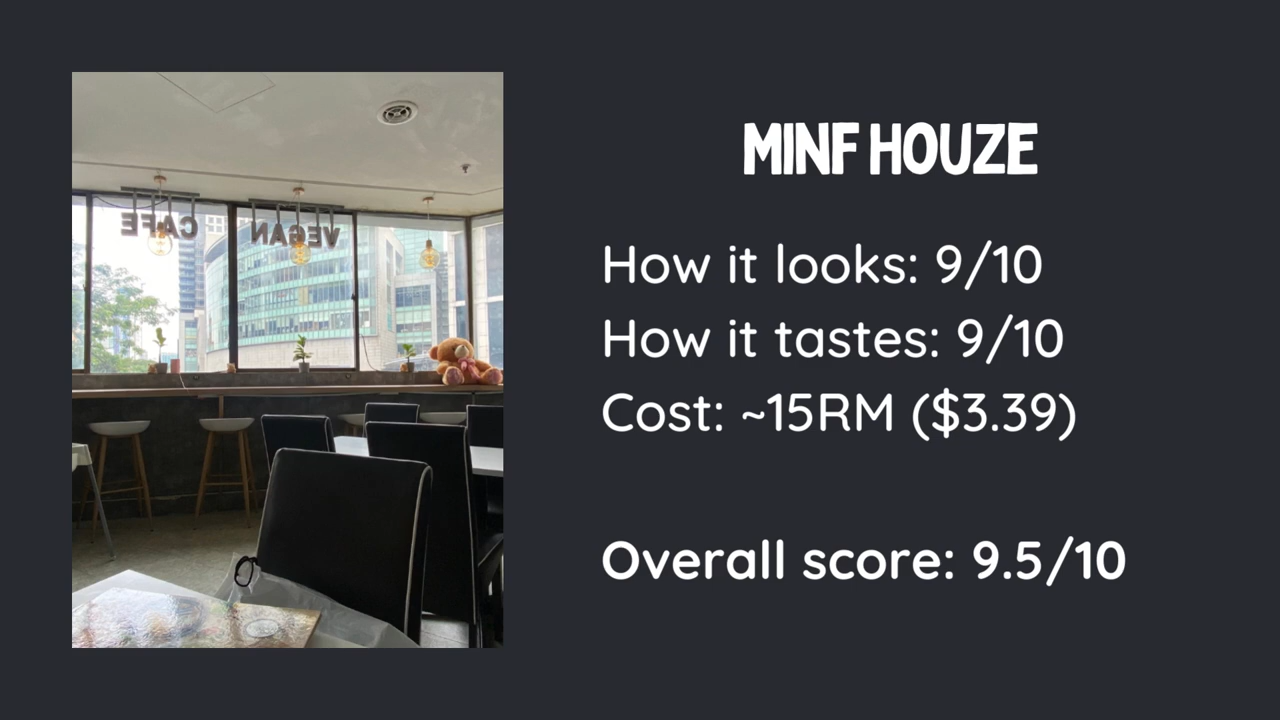 CAFE VEGAN
MINF HOUZE
How it looks: 9/10
How it tastes: 9/10
Cost: ~15RM ($3.39)
Overall score: 9.5/10